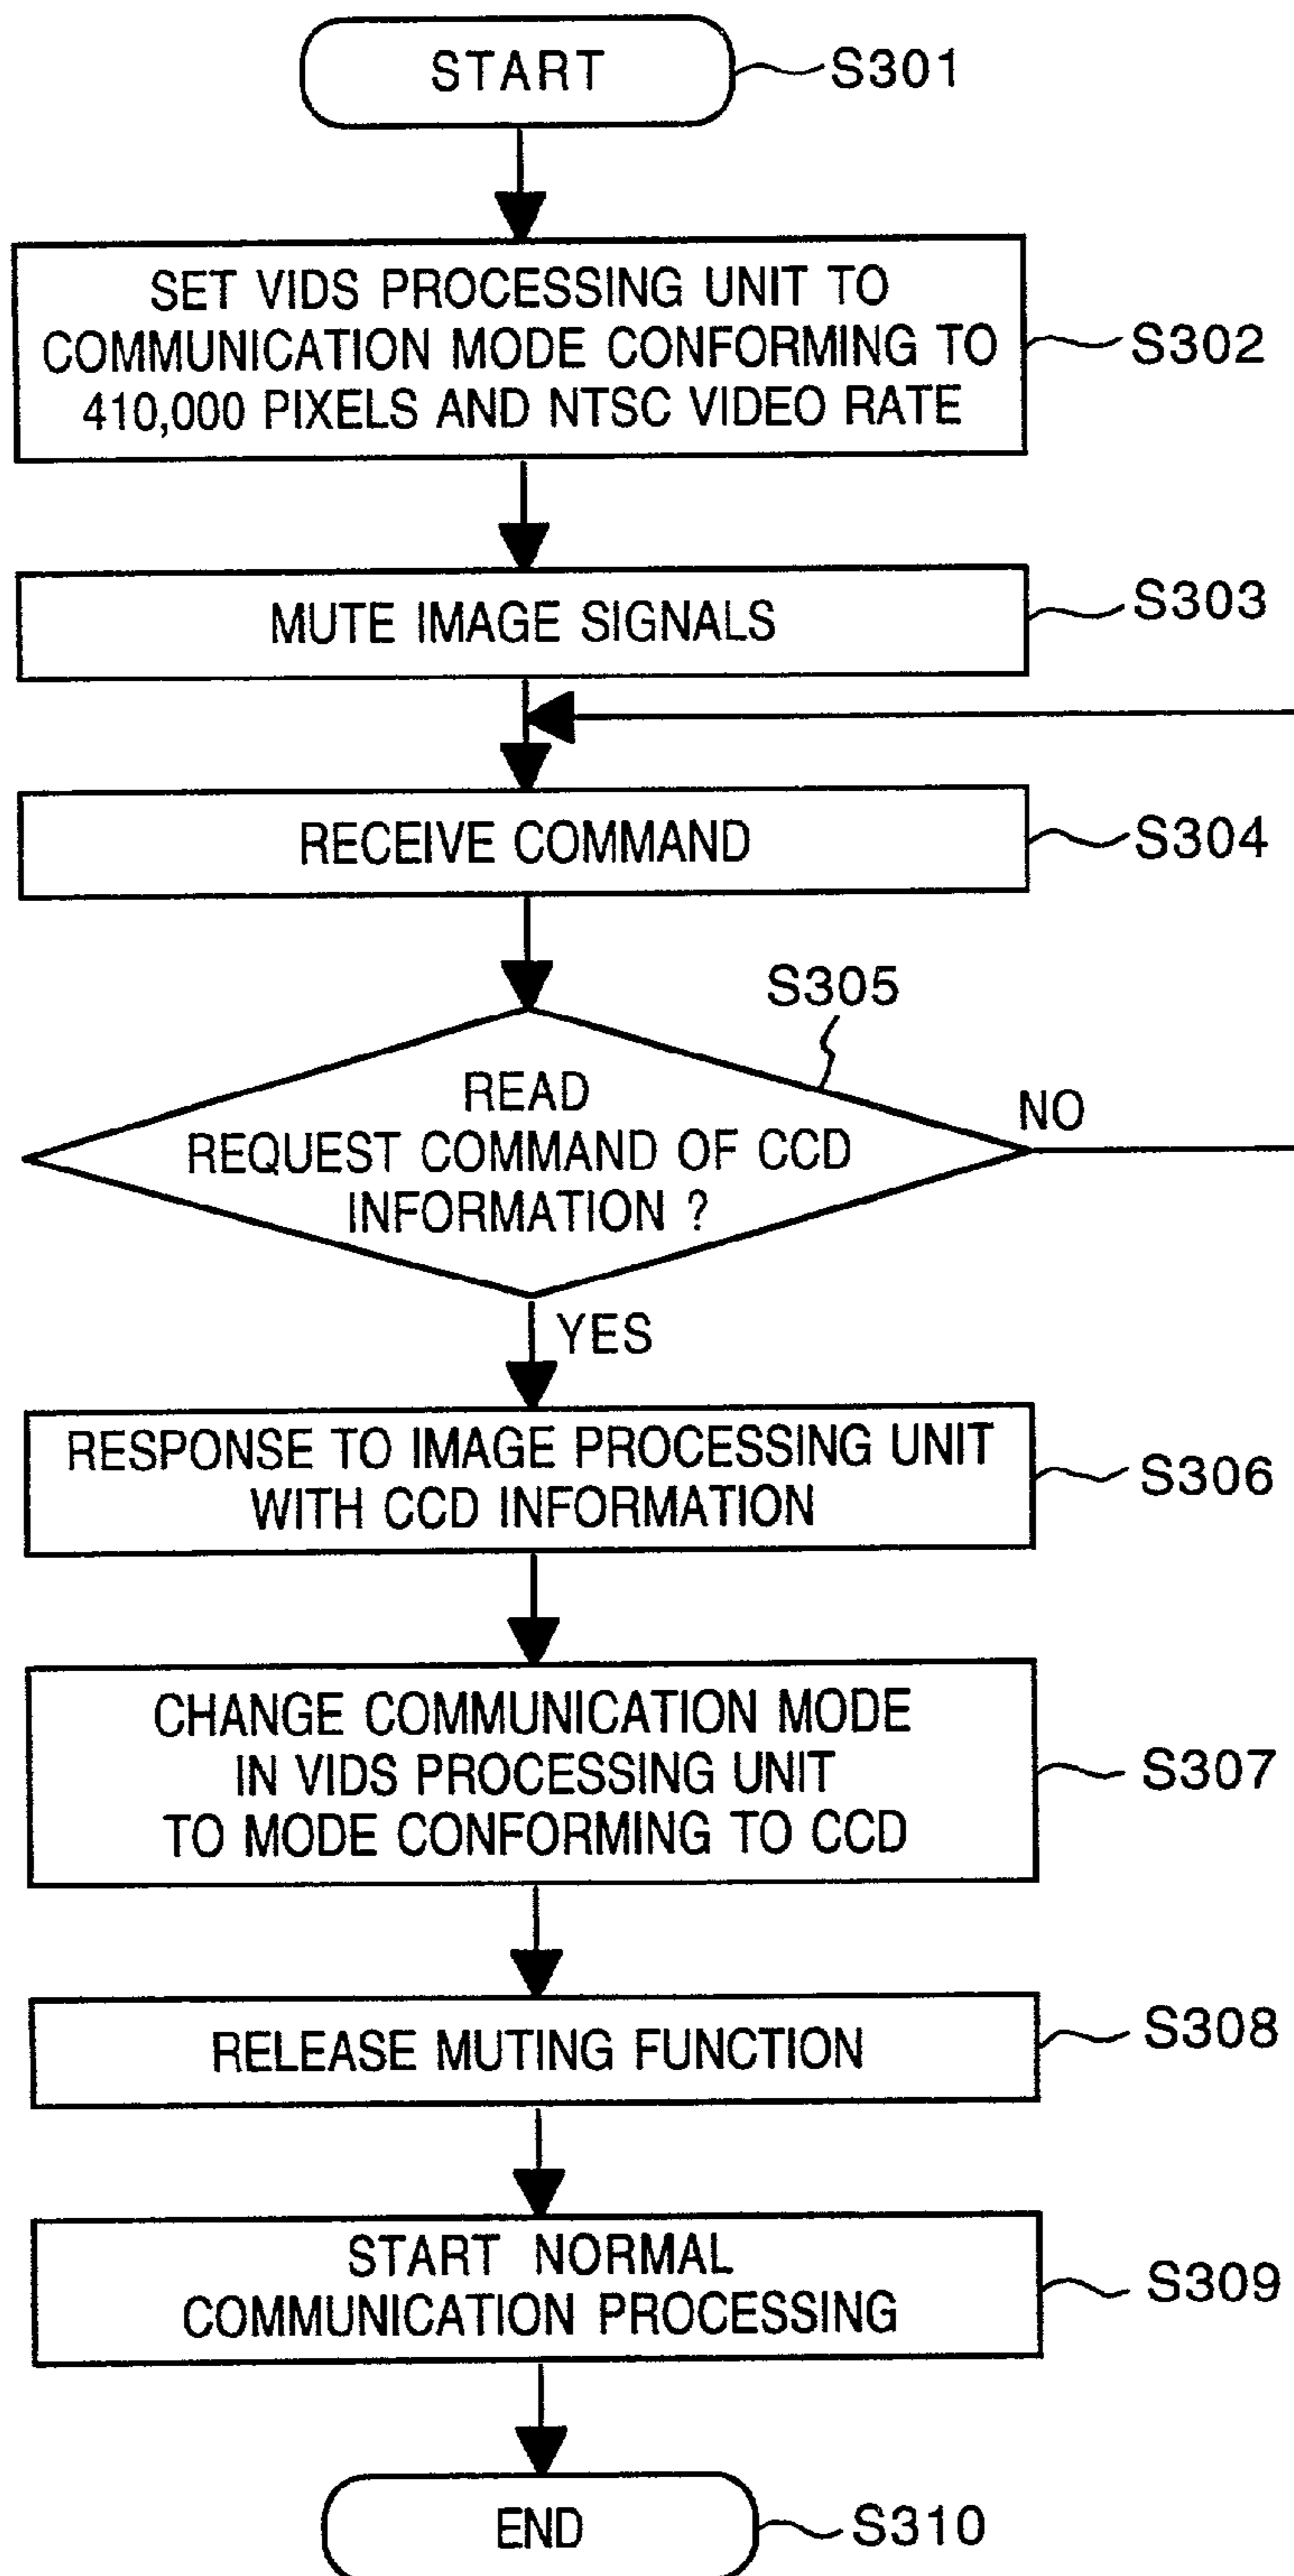 START
S301
SET VIDS PROCESSING UNIT TO
COMMUNICATION MODE CONFORMING TO
410,000 PIXELS AND NTSC VIDEO RATE
S302
MUTE IMAGE SIGNALS
S303
RECEIVE COMMAND
S304
S305
READ
REQUEST COMMAND OF CCD
INFORMATION ?
NO
YES
RESPONSE TO IMAGE PROCESSING UNIT
WITH CCD INFORMATION
S306
CHANGE COMMUNICATION MODE
IN VIDS PROCESSING UNIT
TO MODE CONFORMING TO CCD
S307
RELEASE MUTING FUNCTION
S308
START NORMAL
COMMUNICATION PROCESSING
S309
END
S310